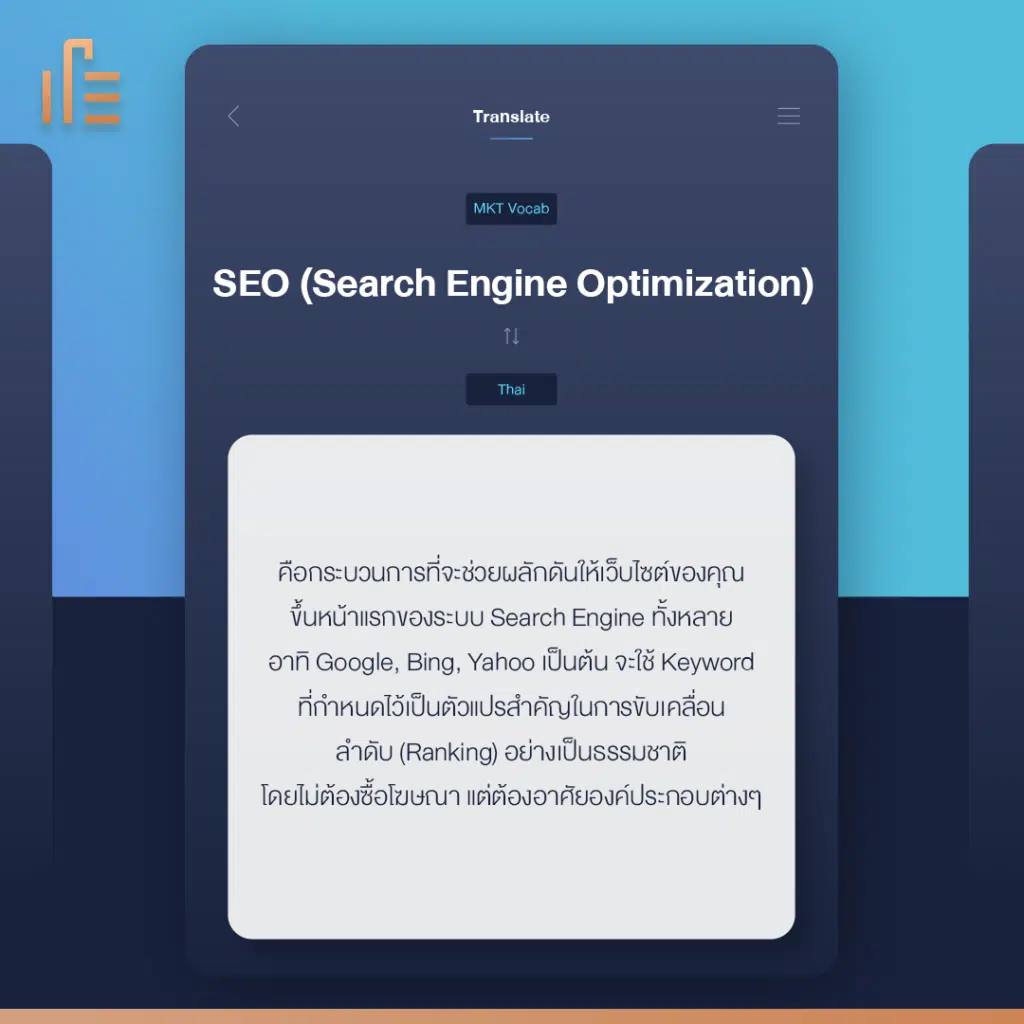 Translate
MKT Vocab
SEO (Search Engine Optimization)
Thai
คือกระบวนการที่จะช่วยผลักดันให้เว็บไซต์ของคุณ
ขึ้นหน้าแรกของระบบ Search Engine ทั้งหลาย
อาทิ Google, Bing, Yahoo เป็นต้น จะใช้ Keyword
ที่กำหนดไว้เป็นตัวแปรสำคัญในการขับเคลื่อน
ลำดับ (Ranking) อย่างเป็นธรรมชาติ
โดยไม่ต้องซื้อโฆษณา แต่ต้องอาศัยองค์ประกอบต่างๆ